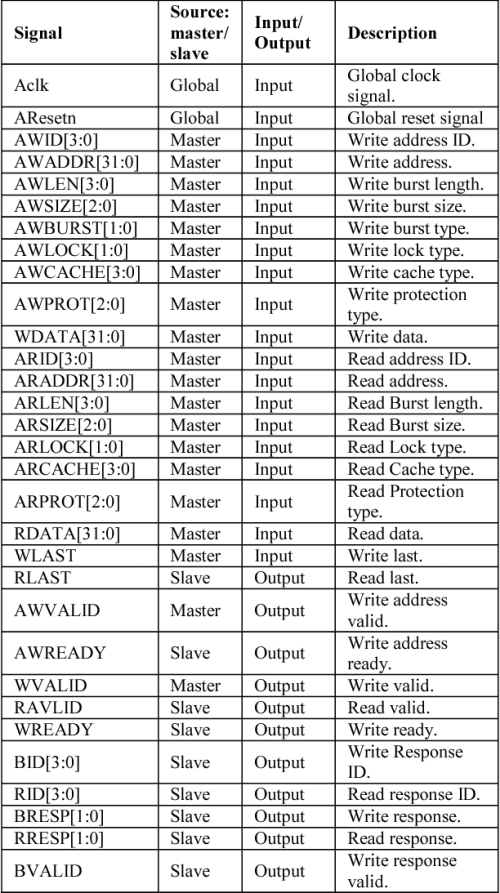 Signal Source: master/ slave Input/ Output Description
Aclk Global Input Global clock signal.
AResetn Global Input Global reset signal
AWID[3:0] Master Input Write address ID.
AWADDR[31:0] Master Input Write address.
AWLEN[3:0] Master Input Write burst length.
AWSIZE[2:0] Master Input Write burst size.
AWBURST[1:0] Master Input Write burst type.
AWLOCK[1:0] Master Input Write lock type.
AWCACHE[3:0] Master Input Write cache type.
AWPROT[2:0] Master Input Write protection type.
WDATA[31:0] Master Input Write data.
ARID[3:0] Master Input Read address ID.
ARADDR[31:0] Master Input Read address.
ARLEN[3:0] Master Input Read Burst length.
ARSIZE[2:0] Master Input Read Burst size.
ARLOCK[1:0] Master Input Read Lock type.
ARCACHE[3:0] Master Input Read Cache type.
ARPROT[2:0] Master Input Read Protection type.
RDATA[31:0] Master Input Read data.
WLAST Master Input Write last.
RLAST Slave Output Read last.
AWVALID Master Output Write address valid.
AWREADY Slave Output Write address ready.
WVALID Master Output Write valid.
RAVLID Slave Output Read valid.
WREADY Slave Output Write ready.
BID[3:0] Slave Output Write Response ID.
RID[3:0] Slave Output Read response ID.
BRESP[1:0] Slave Output Write response.
RRESP[1:0] Slave Output Read response.
BVALID Slave Output Write response valid.